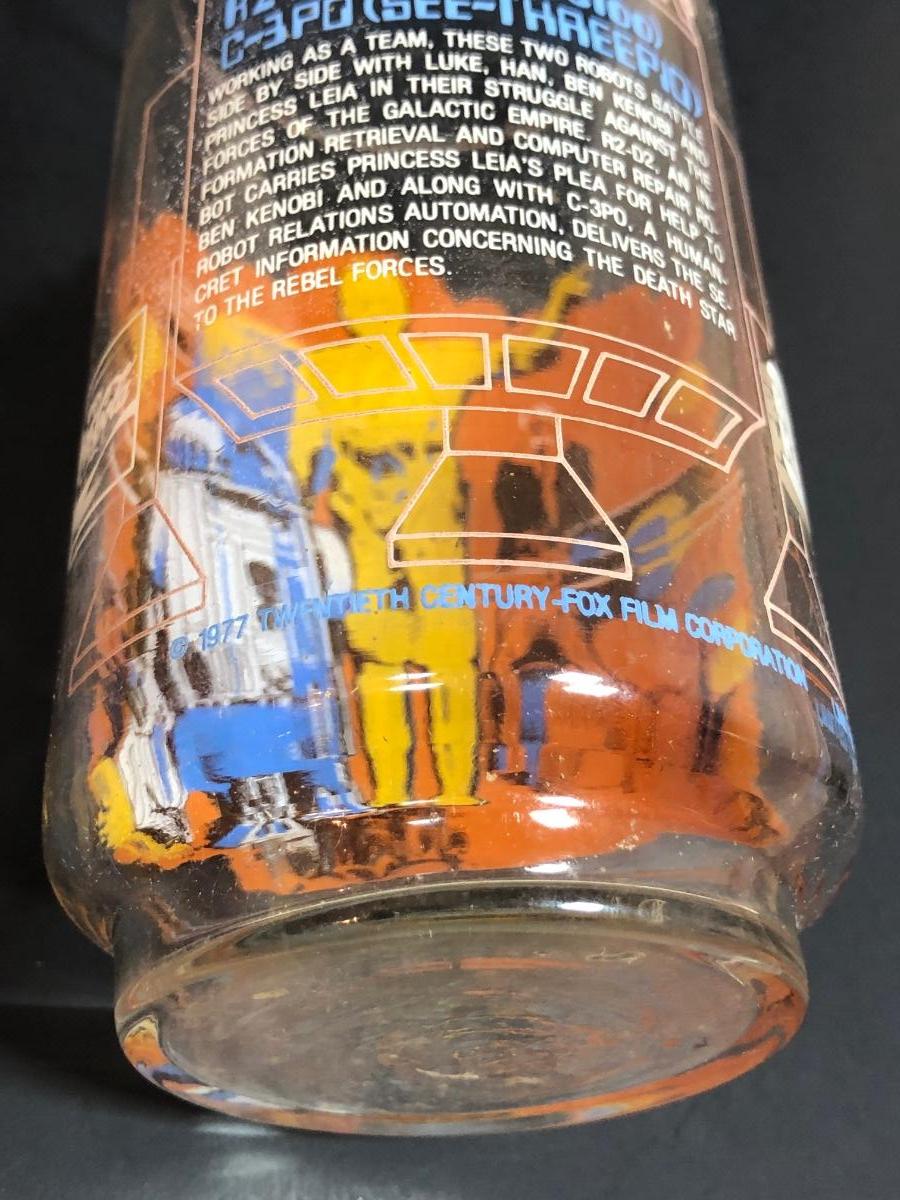 C-3PO (SEE-THREEPIO)
WORKING AS A TEAM, THESE TWO ROBOTS BATTLE
SIDE BY SIDE WITH LUKE, HAN, BEN KENOBI AND
PRINCESS LEIA IN THEIR STRUGGLE AGAINST THE
FORCES OF THE GALACTIC EMPIRE. R2-D2, AN IN-
FORMATION RETRIEVAL AND COMPUTER REPAIR RO-
BOT CARRIES PRINCESS LEIA'S PLEA FOR HELP TO
BEN KENOBI AND ALONG WITH C-3PO, A HUMAN-
ROBOT RELATIONS AUTOMATION, DELIVERS THE SE-
CRET INFORMATION CONCERNING THE DEATH STAR
TO THE REBEL FORCES.
© 1977 TWENTIETH CENTURY-FOX FILM CORPORATION